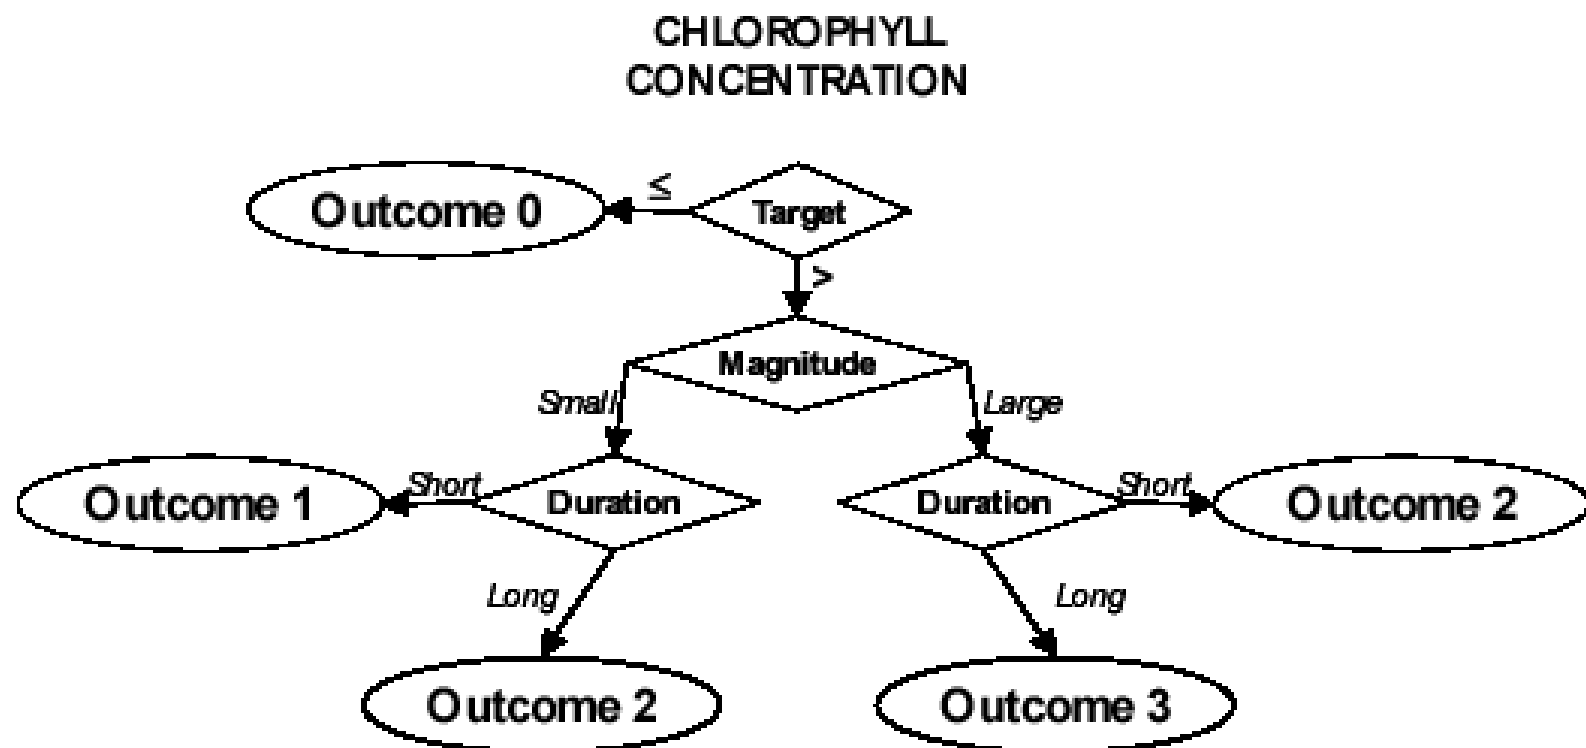 CHLOROPHYLL
CONCENTRATION
Outcome 0
≤
Target
>
Magnitude
Small
Large
Outcome 1
Short
Duration
Duration
Short
Outcome 2
Long
Long
Outcome 2
Outcome 3